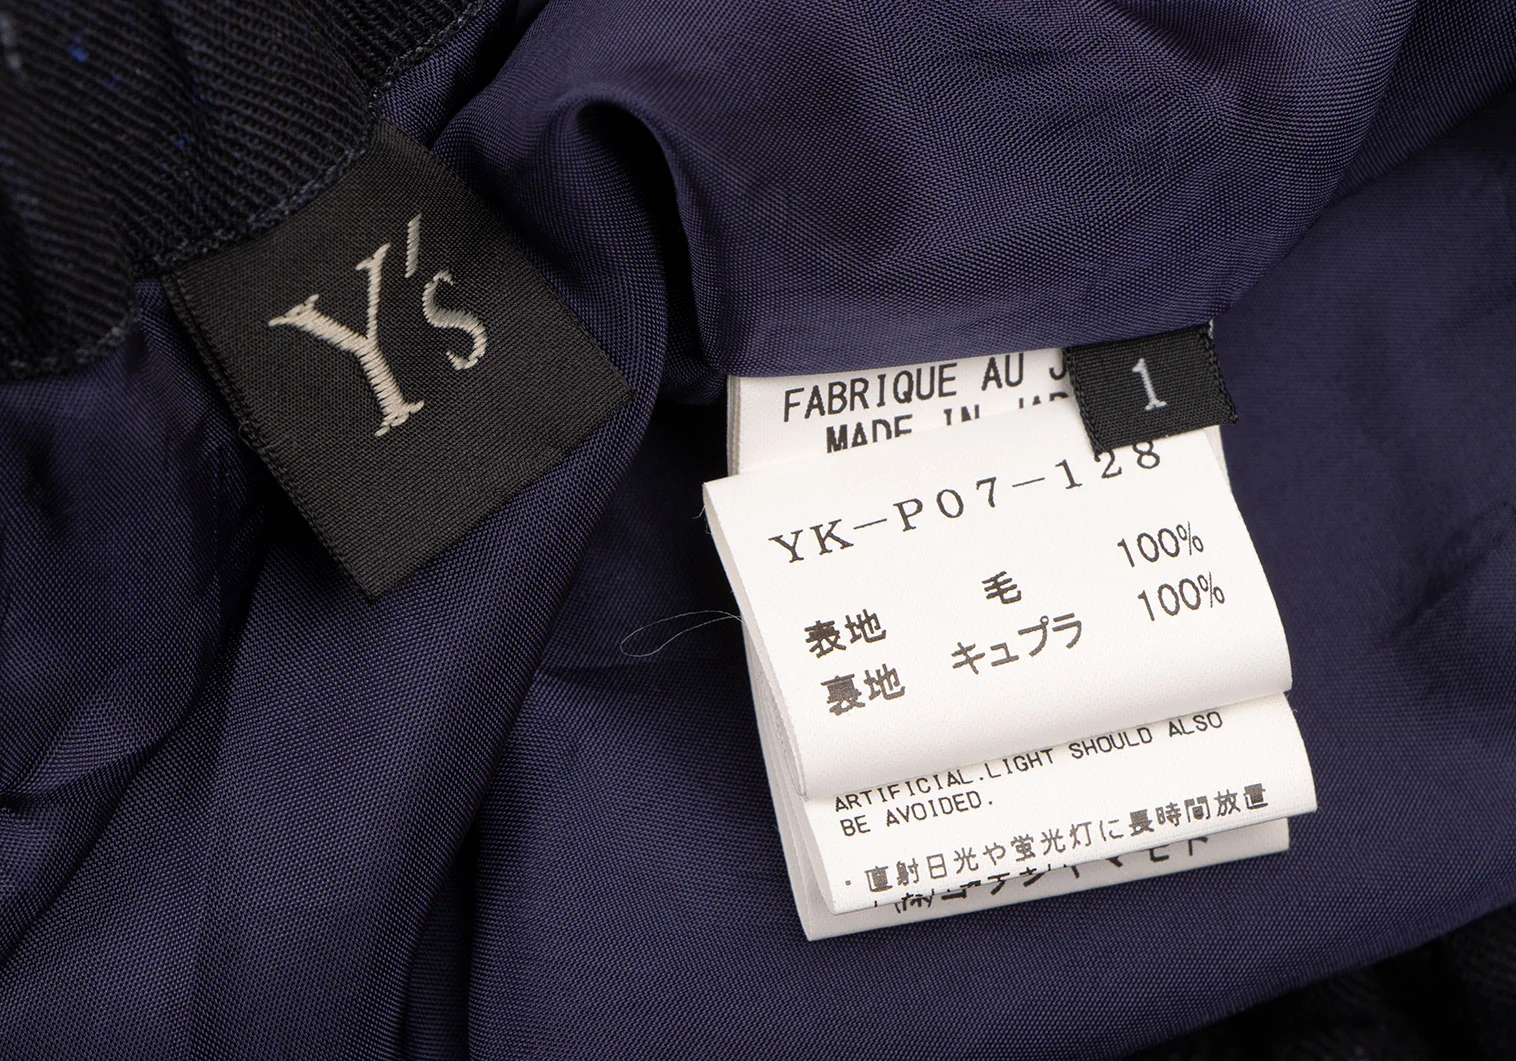 Y's
1
FABRIQUE AU J
MADE IN JAP
YK-P07-128
表地 毛 100%
裏地 キュプラ 100%
ARTIFICIAL.LIGHT SHOULD ALSO
BE AVOIDED.
・直射日光や蛍光灯に長時間放置